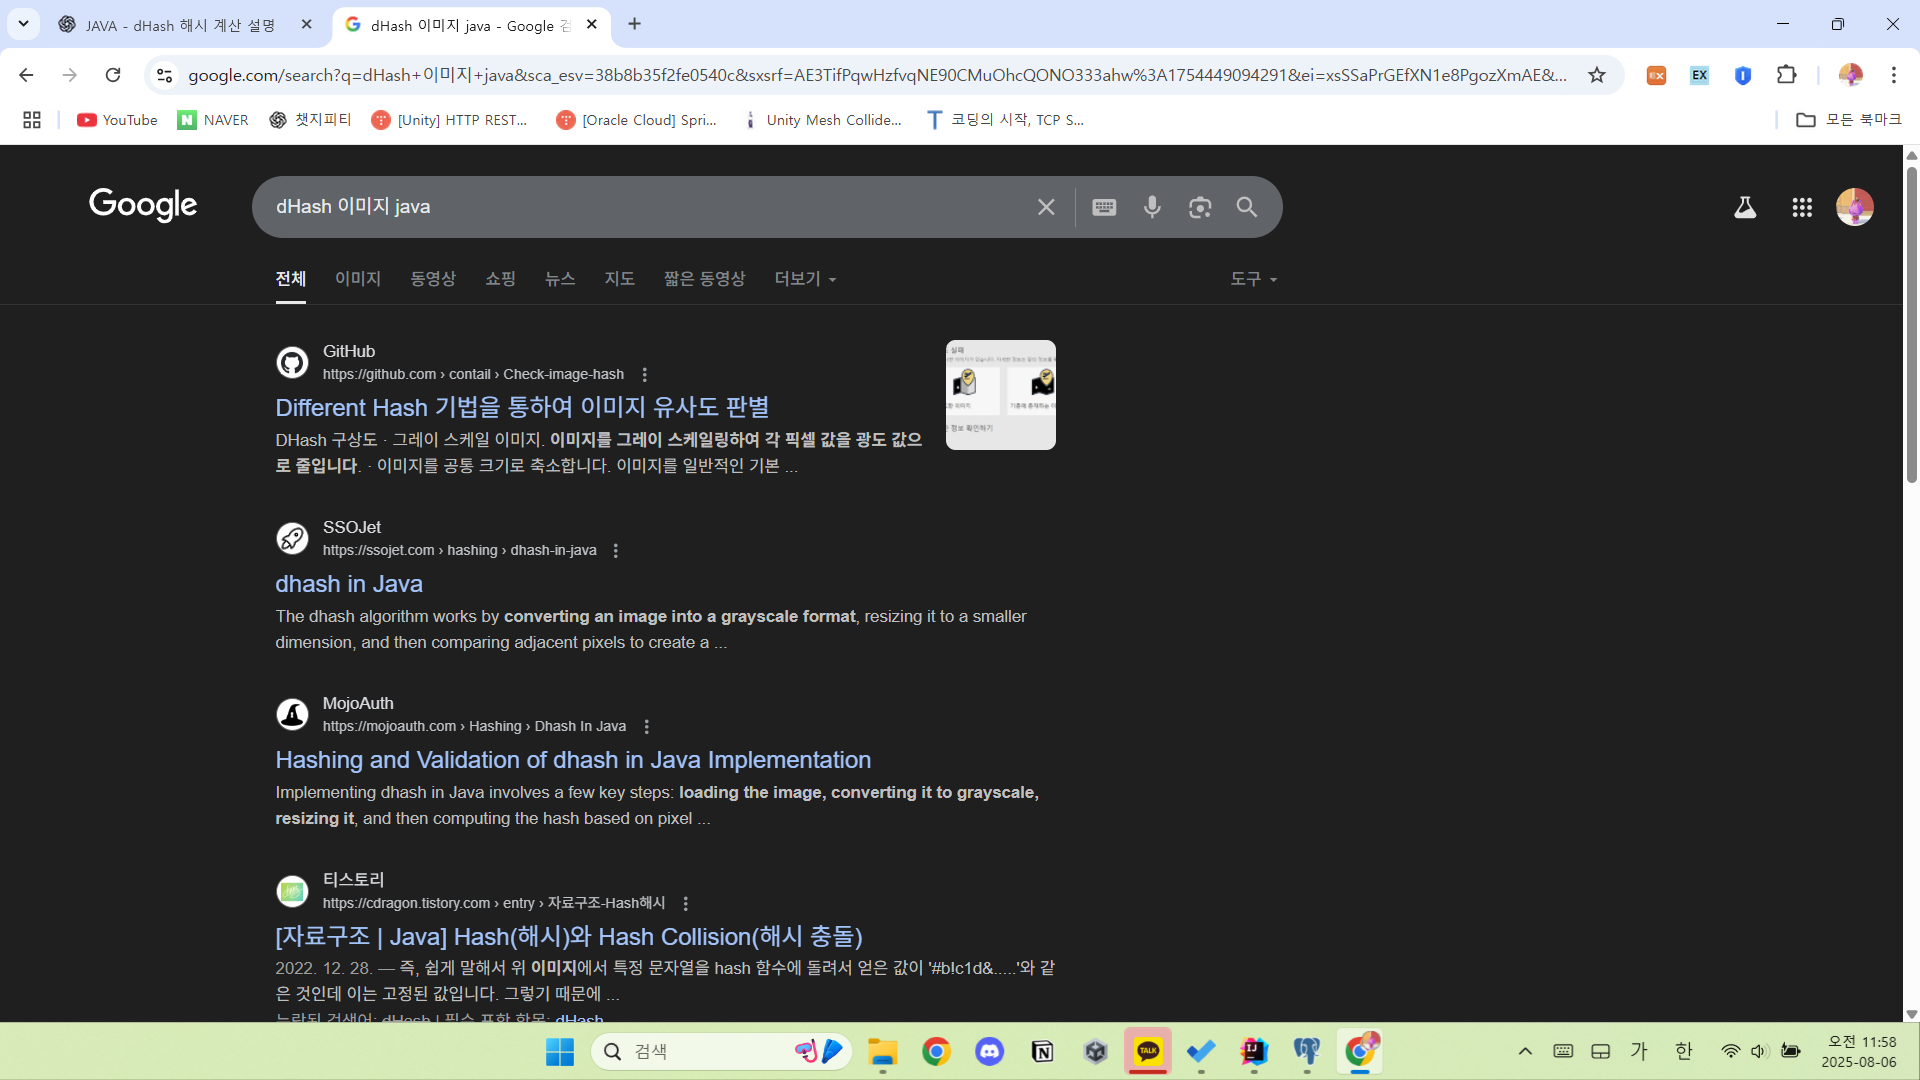 JAVA - dHash 해시 계산 설명
dHash 이미지 java - Google 검
google.com/search?q=dHash+이미지+java&sca_esv=38b8b35f2fe0540c&sxsrf=AE3TifPqwHzfvqNE90CMuOhcQONO333ahw%3A1754449094291&ei=xsSSaPrGEfXN1e8PgozXmAE&...
YouTube
NAVER
챗지피티
[Unity] HTTP REST...
[Oracle Cloud] Spri...
Unity Mesh Collide...
코딩의 시작, TCP S...
모든 북마크
Google
dHash 이미지 java
전체 이미지 동영상 쇼핑 뉴스 지도 짧은 동영상 더보기 도구
GitHub
https://github.com › contail › Check-image-hash
Different Hash 기법을 통하여 이미지 유사도 판별
DHash 구상도 · 그레이 스케일 이미지. 이미지를 그레이 스케일링하여 각 픽셀 값을 광도 값으
로 줄입니다. · 이미지를 공통 크기로 축소합니다. 이미지를 일반적인 기본 ...
SSOJet
https://ssojet.com › hashing › dhash-in-java
dhash in Java
The dhash algorithm works by converting an image into a grayscale format, resizing it to a smaller
dimension, and then comparing adjacent pixels to create a ...
MojoAuth
https://mojoauth.com › Hashing › Dhash In Java
Hashing and Validation of dhash in Java Implementation
Implementing dhash in Java involves a few key steps: loading the image, converting it to grayscale,
resizing it, and then computing the hash based on pixel ...
티스토리
https://cdragon.tistory.com › entry › 자료구조-Hash해시
[자료구조 | Java] Hash(해시)와 Hash Collision(해시 충돌)
2022. 12. 28. — 즉, 쉽게 말해서 위 이미지에서 특정 문자열을 hash 함수에 돌려서 얻은 값이 '#b!c1d&.....'와 같
은 것인데 이는 고정된 값입니다. 그렇기 때문에 ...
누락된 검색어: dHash | 필수 포함 항목: dHash
검색
TALK
가
한
오전 11:58
2025-08-06